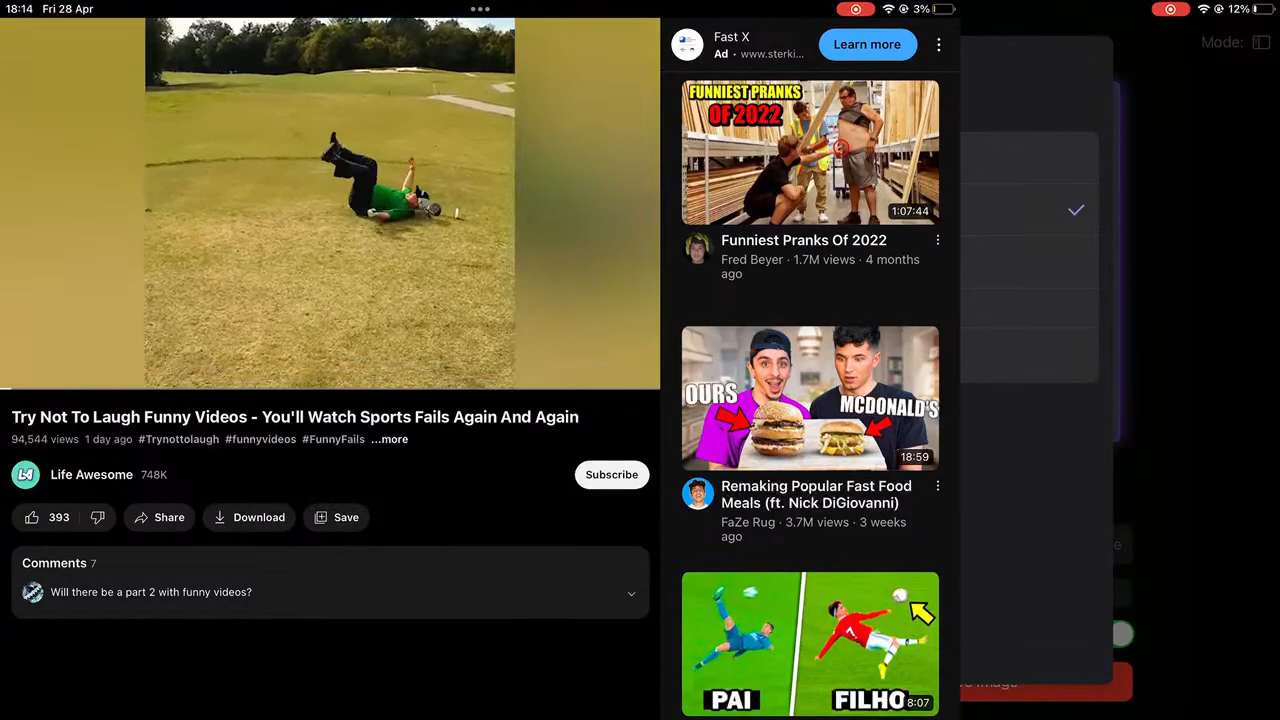 18:14 Fri 28 Apr
3%
12%
Mode:
Fast X
Learn more
Ad · www.sterki...
FUNNIEST PRANKS
OF 2022
1:07:44
Funniest Pranks Of 2022
Fred Beyer · 1.7M views · 4 months
ago
OURS
MCDONALD'S
18:59
Remaking Popular Fast Food
Meals (ft. Nick DiGiovanni)
FaZe Rug · 3.7M views · 3 weeks
ago
7
PAI
FILHO
8:07
Try Not To Laugh Funny Videos - You'll Watch Sports Fails Again And Again
94,544 views 1 day ago #Trynottolaugh #funnyvideos #FunnyFails ...more
Life Awesome 748K
Subscribe
393
Share
Download
Save
Comments 7
Will there be a part 2 with funny videos?
Image